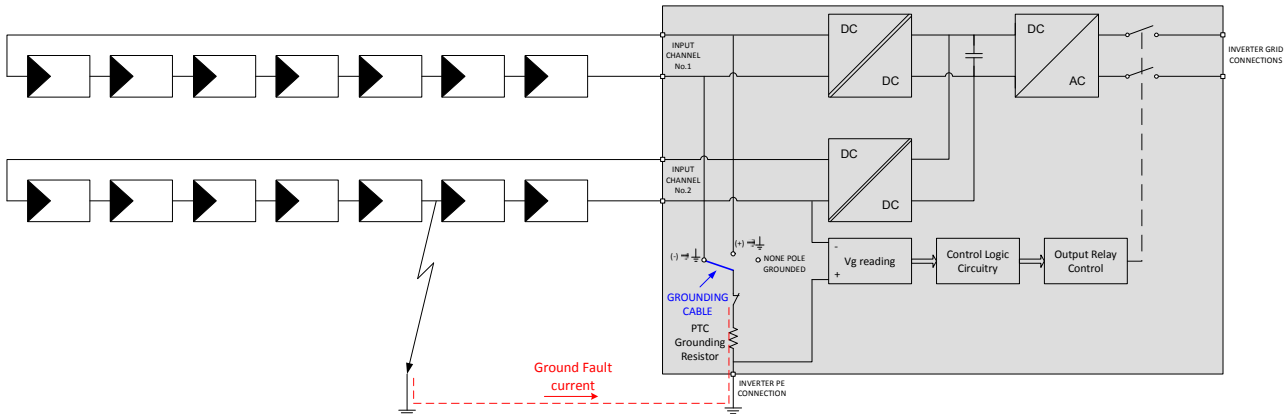 INPUT
CHANNEL
No.1
DC
DC
DC
AC
INVERTER GRID
CONNECTIONS
INPUT
CHANNEL
No.2
DC
DC
(-)
(+)
NONE POLE
GROUNDED
-
+
Vg reading
Control Logic
Circuitry
Output Relay
Control
GROUNDING
CABLE
PTC
Grounding
Resistor
Ground Fault
current
INVERTER PE
CONNECTION